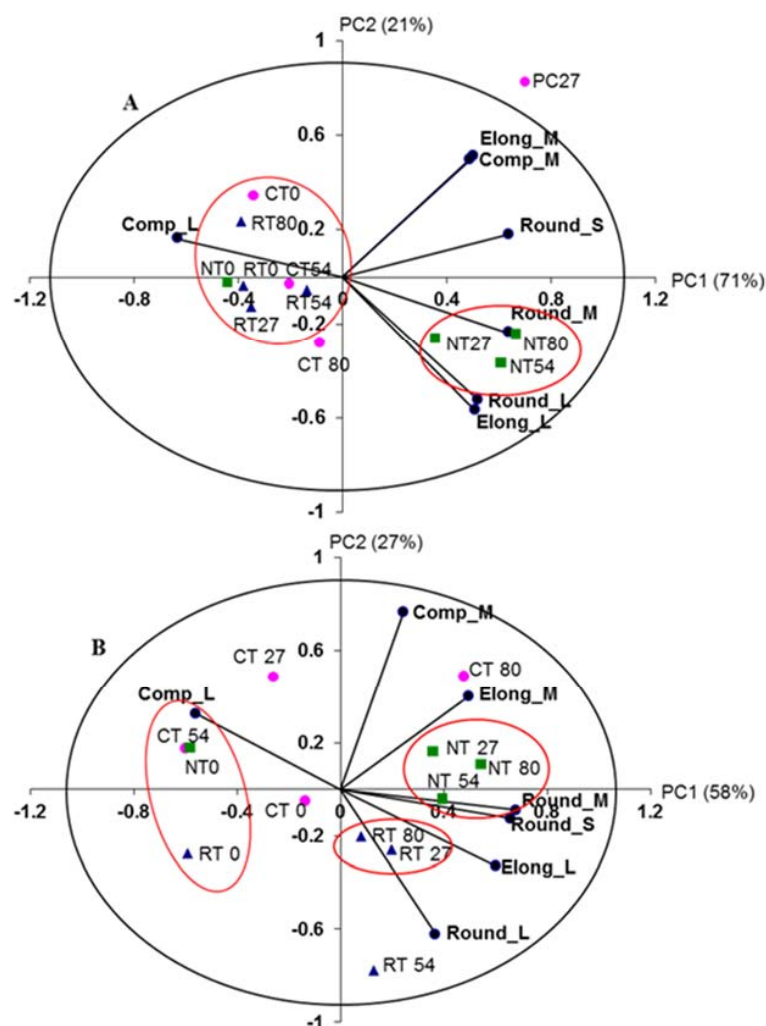 PC2 (21%)
1
A
PC27
0.6
Elong_M
Comp_M
CT0
RT80
0.2
Round_S
Comp_L
NT0 RT0 CT54
PC1 (71%)
-1.2
-0.8
-0.4
0
0.4
0.8
1.2
RT54
RT27
-0.2
Round_M
NT27
NT80
NT54
CT 80
Round_L
-0.6
Elong_L
-1
PC2 (27%)
1
Comp_M
0.6
B
CT 27
CT 80
Comp_L
Elong_M
CT 54
0.2
NT 27
NT0
NT 80
NT 54
PC1 (58%)
-1.2
-0.8
-0.4
CT 0
0
0.4
0.8
1.2
Round_M
Round_S
-0.2
RT 80
RT 27
RT 0
Elong_L
-0.6
Round_L
RT 54
-1